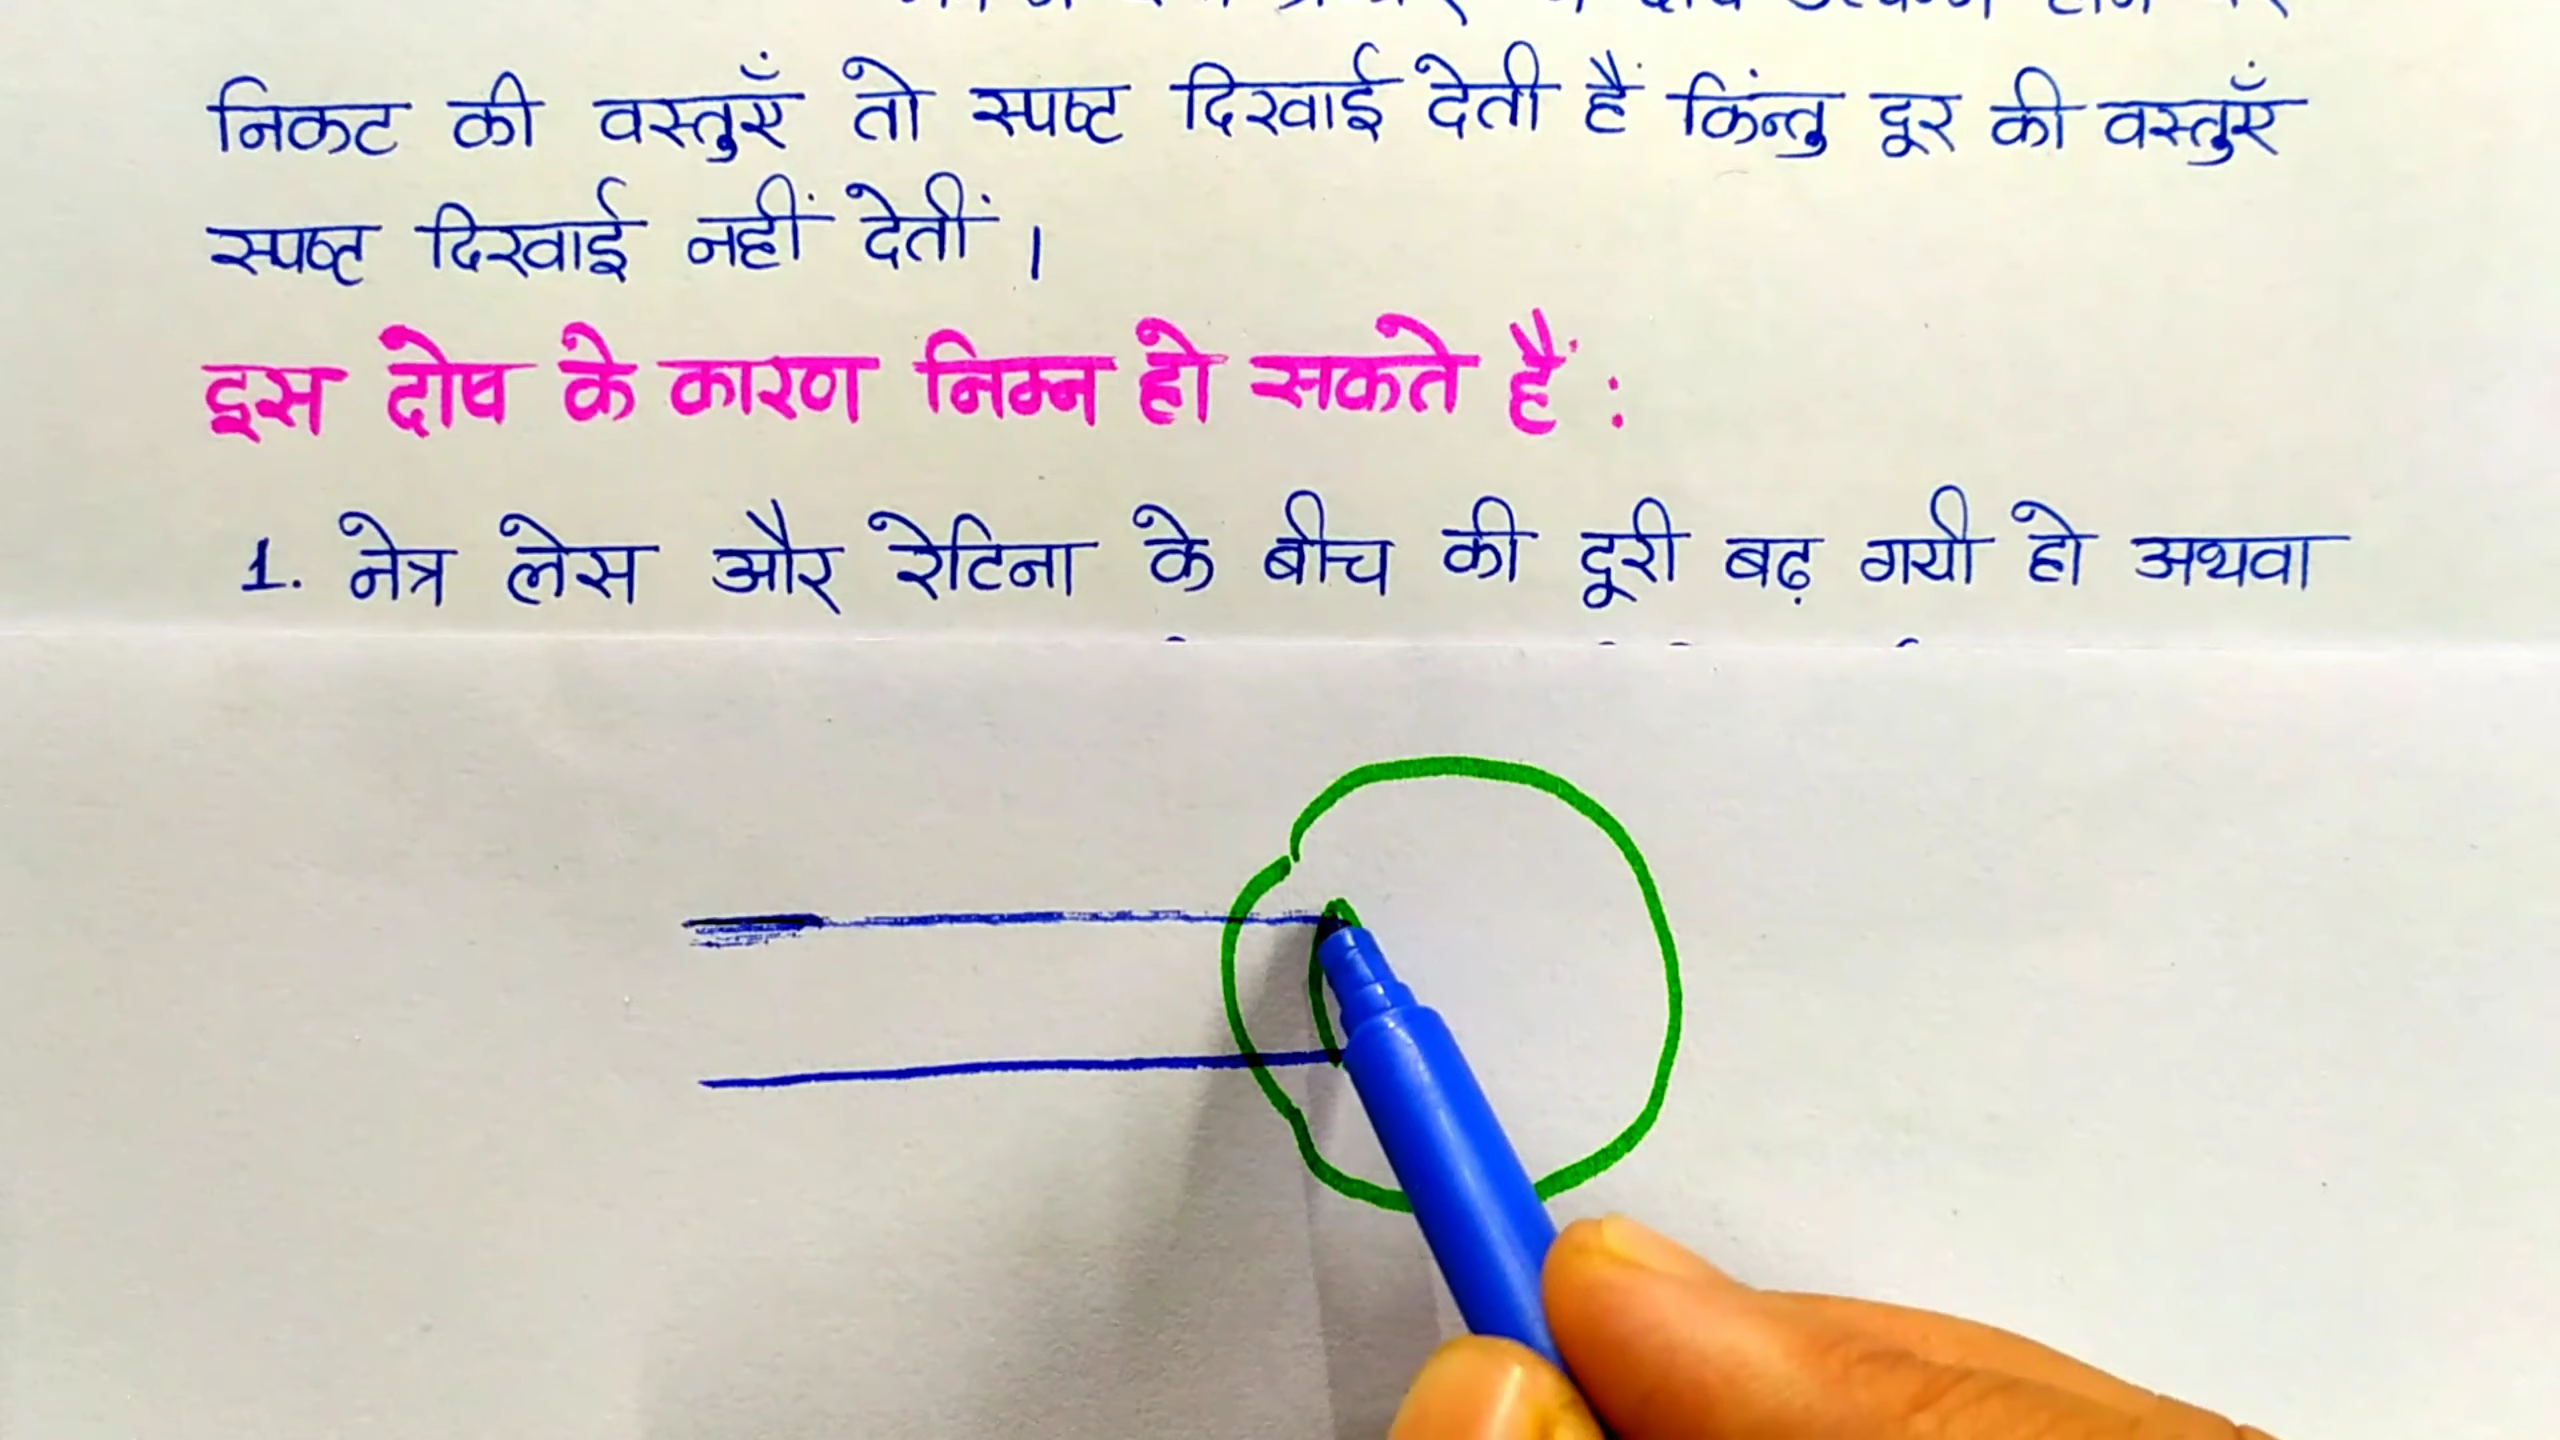 निकट की वस्तुएँ तो स्पष्ट दिखाई देती हैं किंन्तु दूर की वस्तुएँ
स्पष्ट दिखाई नहीं देतीं ।
इस दोष के कारण निम्न हो सकते हैं :
1. नेत्र लेंस और रेटिना के बीच की दूरी बढ़ गयी हो अथवा